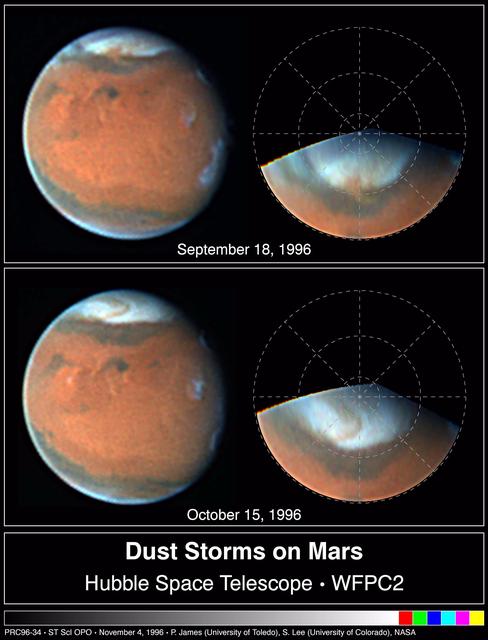 September 18, 1996
October 15, 1996
Dust Storms on Mars
Hubble Space Telescope • WFPC2
PRC96-34 • ST ScI OPO • November 4, 1996 • P. James (University of Toledo), S. Lee (University of Colorado), NASA